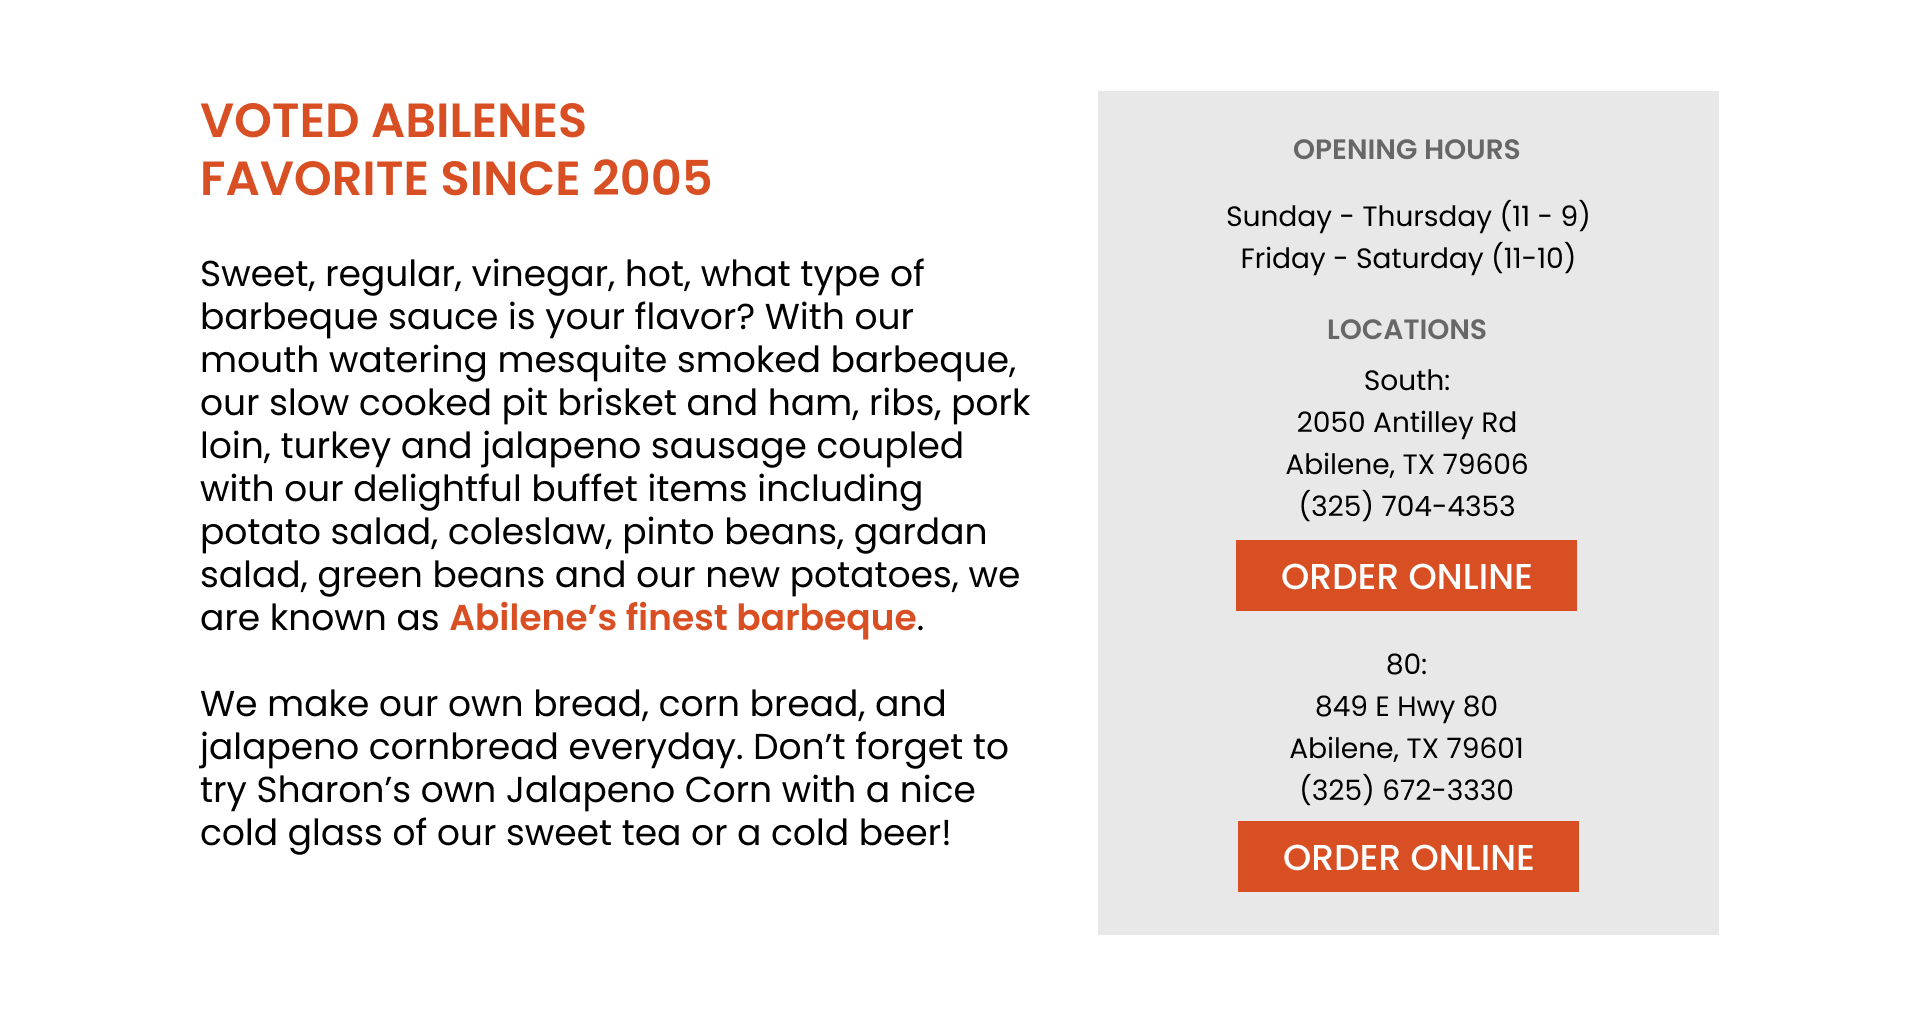 VOTED ABILENES
FAVORITE SINCE 2005
Sweet, regular, vinegar, hot, what type of
barbeque sauce is your flavor? With our
mouth watering mesquite smoked barbeque,
our slow cooked pit brisket and ham, ribs, pork
loin, turkey and jalapeno sausage coupled
with our delightful buffet items including
potato salad, coleslaw, pinto beans, gardan
salad, green beans and our new potatoes, we
are known as Abilene’s finest barbeque.
We make our own bread, corn bread, and
jalapeno cornbread everyday. Don’t forget to
try Sharon’s own Jalapeno Corn with a nice
cold glass of our sweet tea or a cold beer!
OPENING HOURS
Sunday - Thursday (11 - 9)
Friday - Saturday (11-10)
LOCATIONS
South:
2050 Antilley Rd
Abilene, TX 79606
(325) 704-4353
ORDER ONLINE
80:
849 E Hwy 80
Abilene, TX 79601
(325) 672-3330
ORDER ONLINE